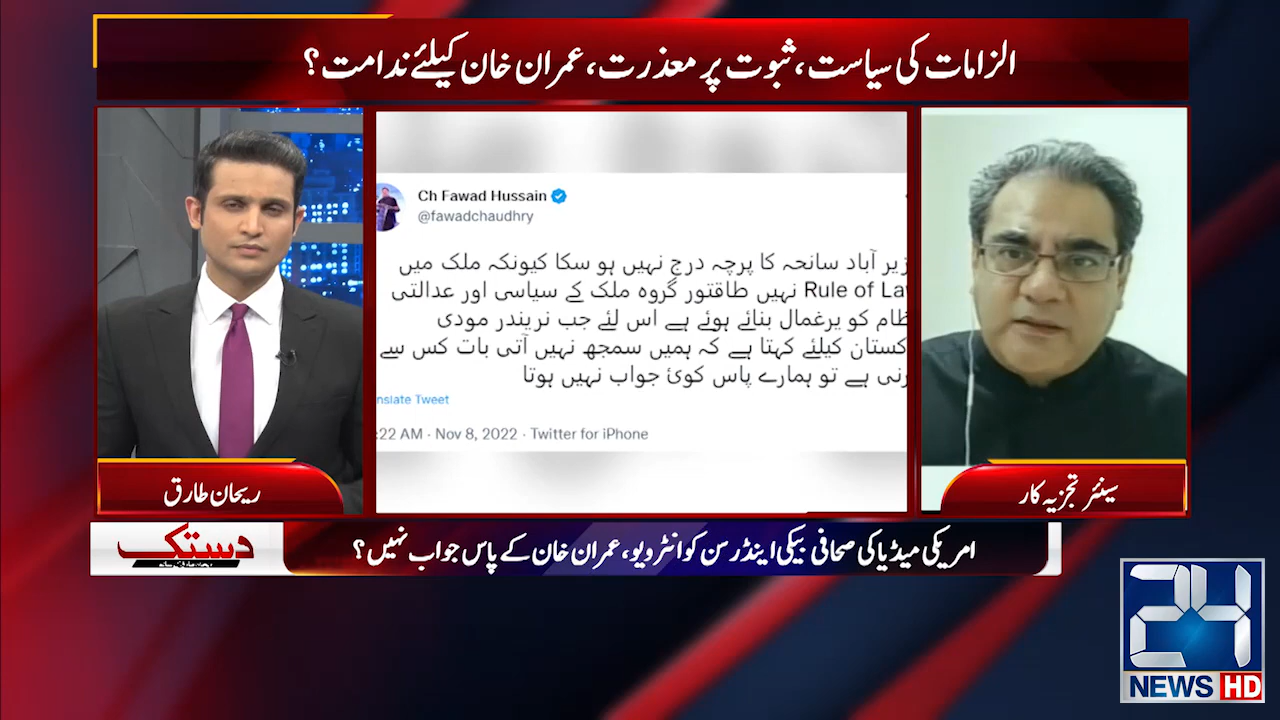 الزامات کی سیاست، ثبوت پر معذرت، عمران خان کیلئے ندامت؟
Ch Fawad Hussain
@fawadchaudhry
زیر آباد سانحہ کا پرچہ درج نہیں ہو سکا کیونکہ ملک میں
Rule of Law نہیں طاقتور گروہ ملک کے سیاسی اور عدالتی
ظام کو یرغمال بنائے ہوئے ہے اس لئے جب نریندر مودی
کستان کیلئے کہتا ہے کہ ہمیں سمجھ نہیں آتی بات کس سے
رنی ہے تو ہمارے پاس کوئ جواب نہیں ہوتا
nslate Tweet
:22 AM · Nov 8, 2022 · Twitter for iPhone
ریحان طارق
سینئر تجزیہ کار
دستک
امریکی میڈیا کی صحافی بیکی اینڈرسن کو انٹرویو، عمران خان کے پاس جواب نہیں؟
24
NEWS HD